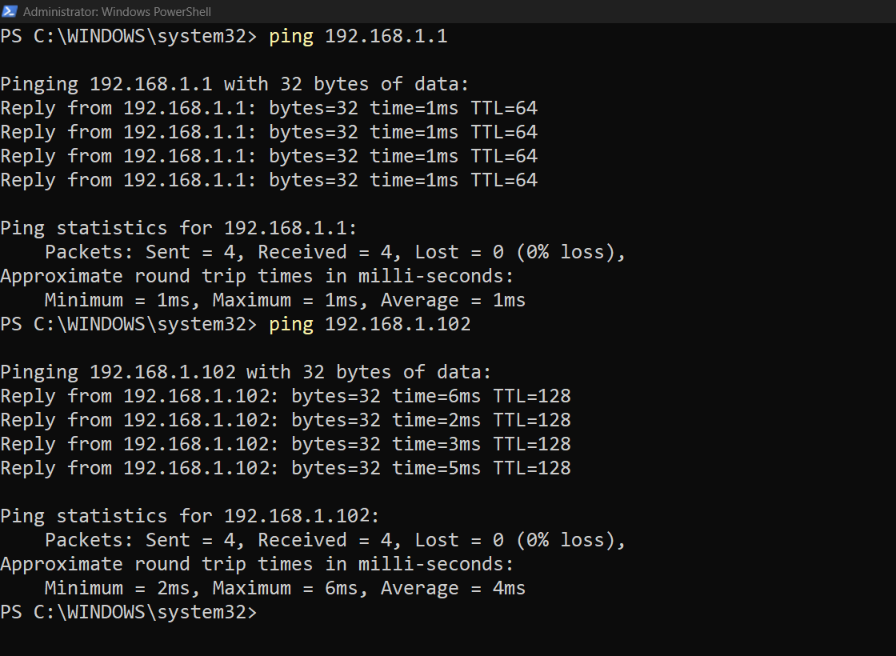 Administrator: Windows PowerShell
PS C:\WINDOWS\system32> ping 192.168.1.1

Pinging 192.168.1.1 with 32 bytes of data:
Reply from 192.168.1.1: bytes=32 time=1ms TTL=64
Reply from 192.168.1.1: bytes=32 time=1ms TTL=64
Reply from 192.168.1.1: bytes=32 time=1ms TTL=64
Reply from 192.168.1.1: bytes=32 time=1ms TTL=64

Ping statistics for 192.168.1.1:
    Packets: Sent = 4, Received = 4, Lost = 0 (0% loss),
Approximate round trip times in milli-seconds:
    Minimum = 1ms, Maximum = 1ms, Average = 1ms
PS C:\WINDOWS\system32> ping 192.168.1.102

Pinging 192.168.1.102 with 32 bytes of data:
Reply from 192.168.1.102: bytes=32 time=6ms TTL=128
Reply from 192.168.1.102: bytes=32 time=2ms TTL=128
Reply from 192.168.1.102: bytes=32 time=3ms TTL=128
Reply from 192.168.1.102: bytes=32 time=5ms TTL=128

Ping statistics for 192.168.1.102:
    Packets: Sent = 4, Received = 4, Lost = 0 (0% loss),
Approximate round trip times in milli-seconds:
    Minimum = 2ms, Maximum = 6ms, Average = 4ms
PS C:\WINDOWS\system32>